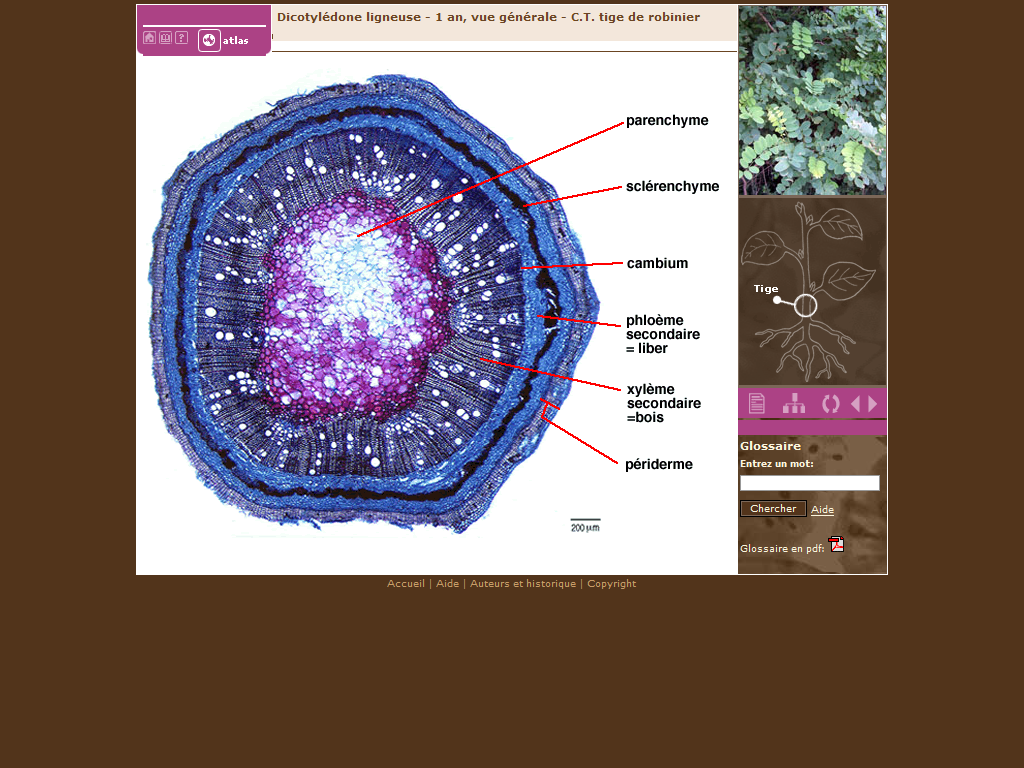 Dicotylédone ligneuse - 1 an, vue générale - C.T. tige de robinier
?
atlas
parenchyme
sclérenchyme
cambium
phloème
secondaire
= liber
xylème
secondaire
=bois
périderme
200 µm
Tige
Glossaire
Entrez un mot:
Chercher
Aide
Glossaire en pdf:
Accueil | Aide | Auteurs et historique | Copyright